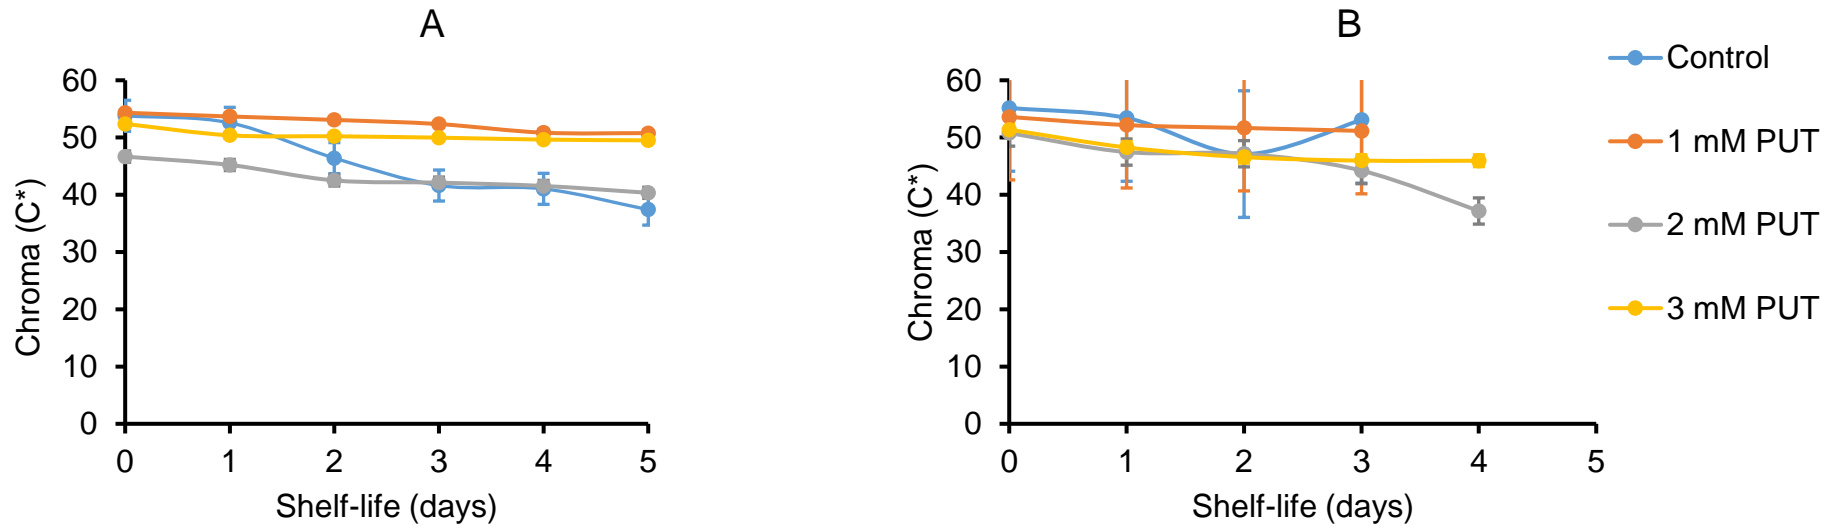 A
60
50
40
30
20
10
0
Chroma (C*)
0 1 2 3 4 5
Shelf-life (days)
B
60
50
40
30
20
10
0
Chroma (C*)
0 1 2 3 4 5
Shelf-life (days)
Control
1 mM PUT
2 mM PUT
3 mM PUT